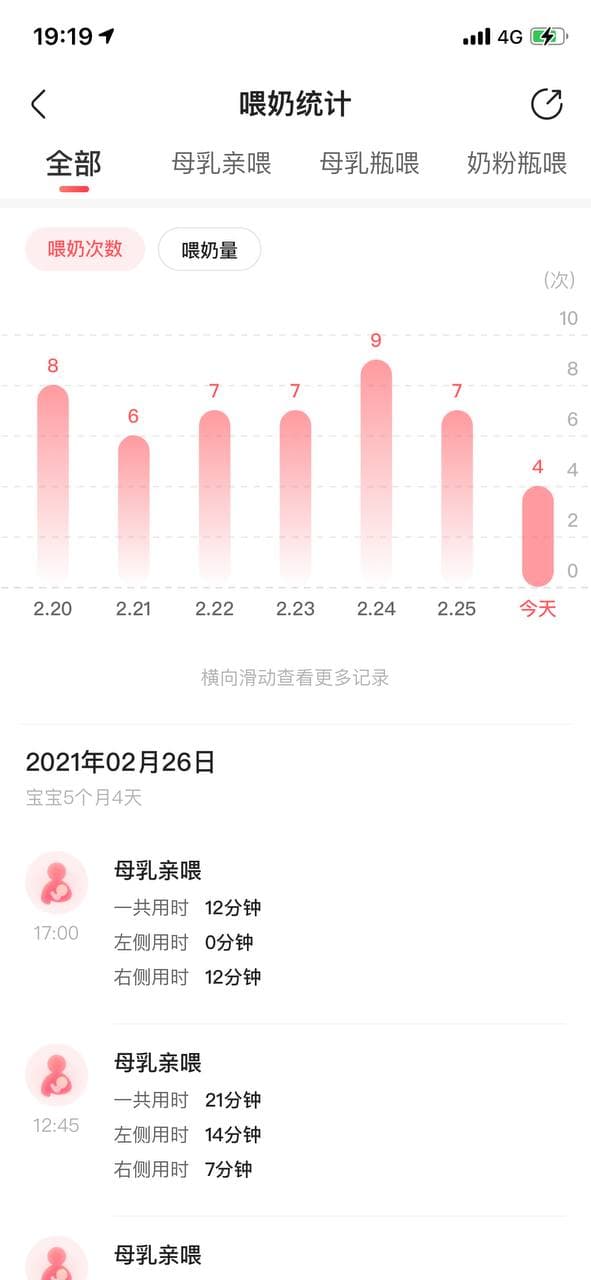 19:19 4G
喂奶统计
全部 母乳亲喂 母乳瓶喂 奶粉瓶喂
喂奶次数 喂奶量
(次)
10
9
8 8
7 7 7
6 6
4 4
2
0
2.20 2.21 2.22 2.23 2.24 2.25 今天
横向滑动查看更多记录
2021年02月26日
宝宝5个月4天
母乳亲喂
一共用时 12分钟
17:00
左侧用时 0分钟
右侧用时 12分钟
母乳亲喂
一共用时 21分钟
12:45
左侧用时 14分钟
右侧用时 7分钟
母乳亲喂